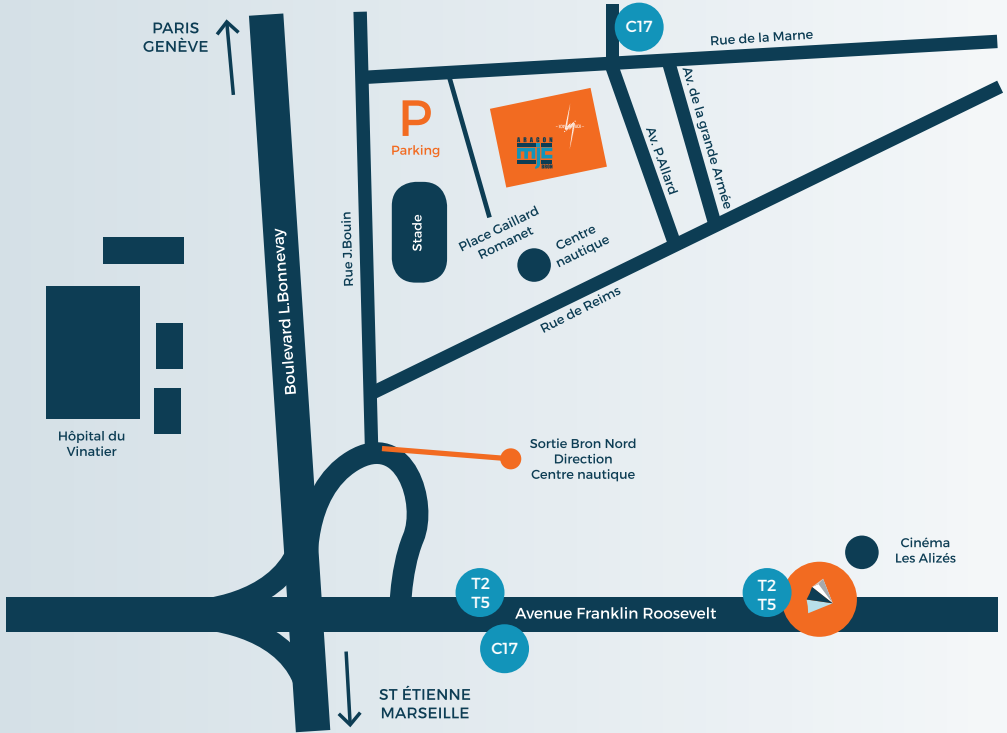 PARIS
GENÈVE
C17
Rue de la Marne
P
Parking
ARAGON
mjc
Av. P.Allard
Av. de la grande Armée
Rue J.Bouin
Stade
Place Gaillard
Romanet
Centre
nautique
Rue de Reims
Boulevard L.Bonnevay
Hôpital du
Vinatier
Sortie Bron Nord
Direction
Centre nautique
Cinéma
Les Alizés
T2
T5
T2
T5
Avenue Franklin Roosevelt
C17
ST ÉTIENNE
MARSEILLE